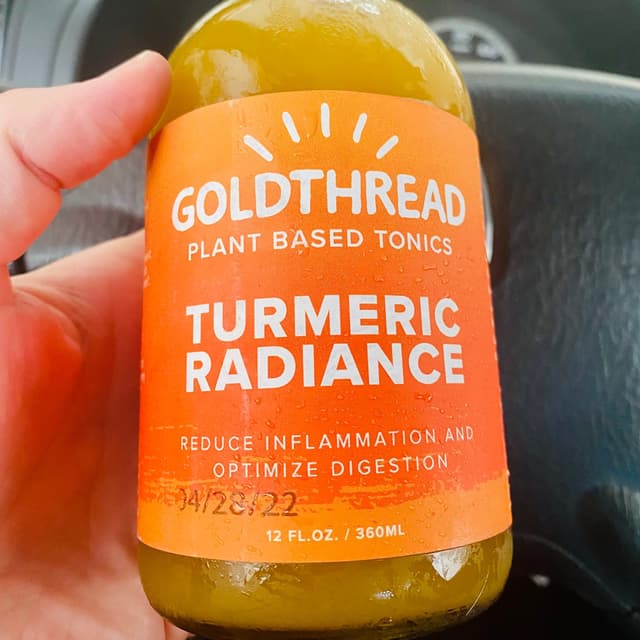 GOLDTHREAD
PLANT BASED TONICS
TURMERIC
RADIANCE
REDUCE INFLAMMATION AND
OPTIMIZE DIGESTION
04/28/22
12 FL.OZ. / 360ML